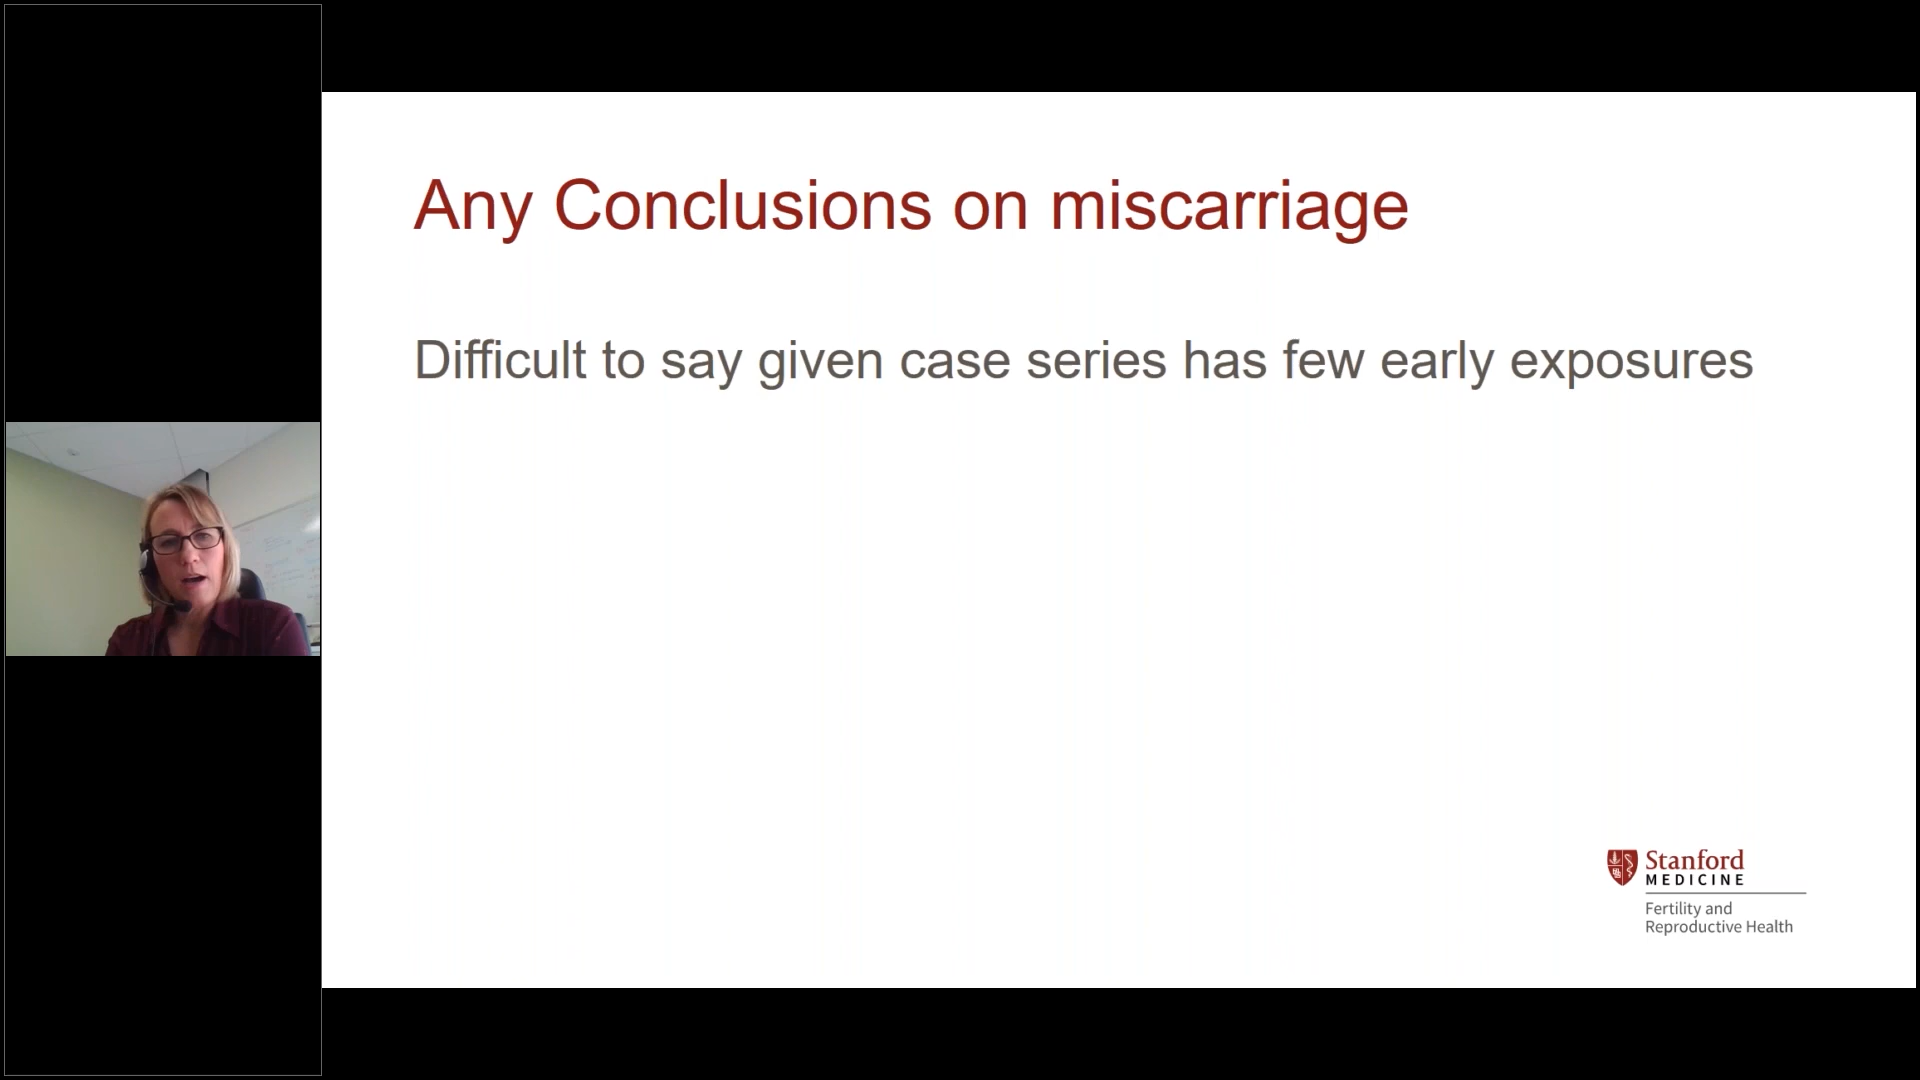 Any Conclusions on miscarriage
Difficult to say given case series has few early exposures
Stanford
MEDICINE
Fertility and
Reproductive Health